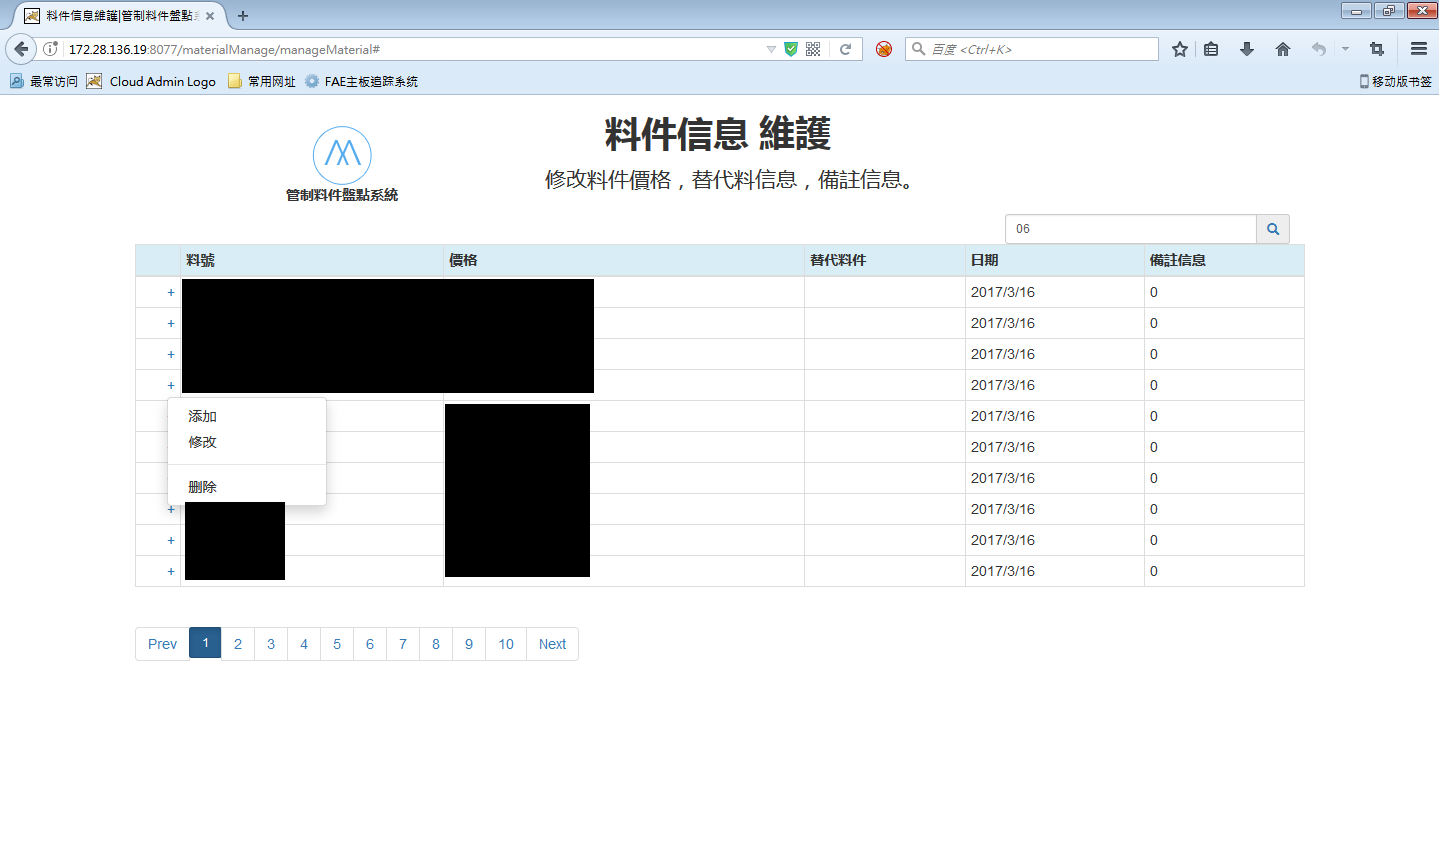 料件信息維護|管制料件盤點系
172.28.136.19:8077/materialManage/manageMaterial#
百度 <Ctrl+K>
最常访问 Cloud Admin Logo 常用网址 FAE主板追踪系统 移动版书签
料件信息 維護
修改料件價格，替代料信息，備註信息。
管制料件盤點系統
06
料號 價格 替代料件 日期 備註信息
+ 2017/3/16 0
+ 2017/3/16 0
+ 2017/3/16 0
+ 2017/3/16 0
添加 2017/3/16 0
修改 2017/3/16 0
删除 2017/3/16 0
+ 2017/3/16 0
+ 2017/3/16 0
+ 2017/3/16 0
Prev 1 2 3 4 5 6 7 8 9 10 Next